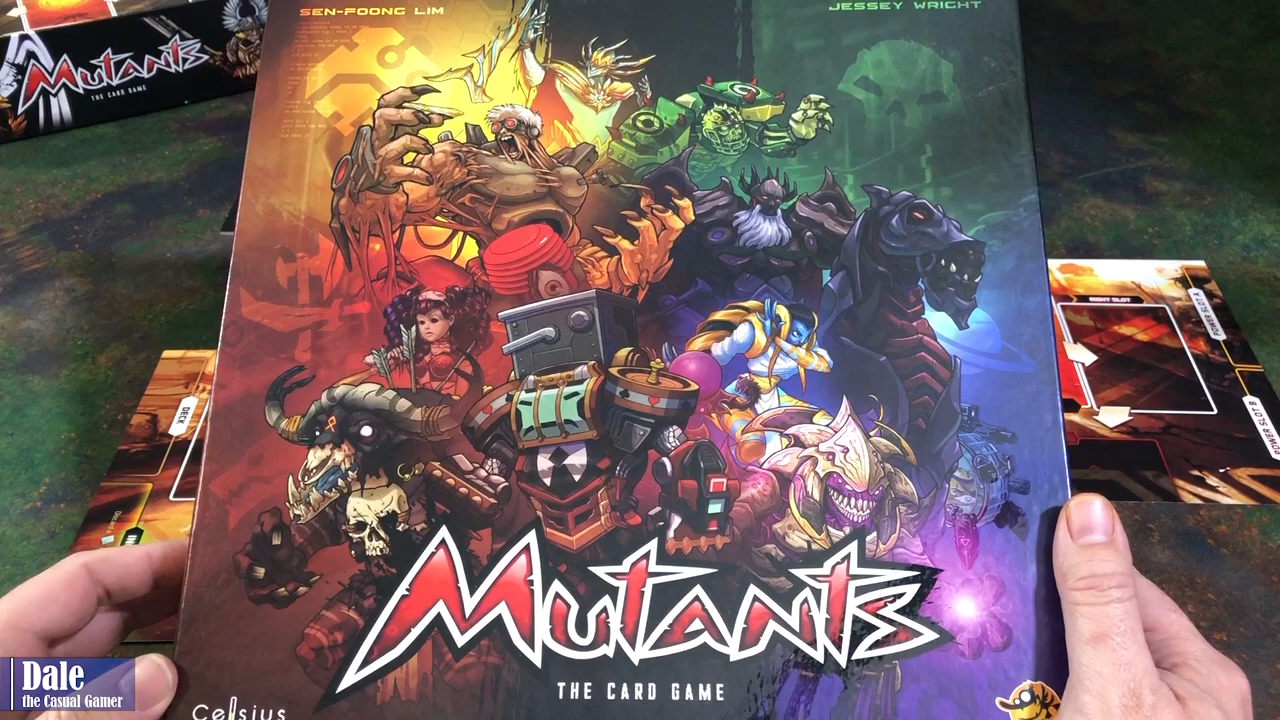 SEN-FOONG LIM
JESSEY WRIGHT
MUTANTS
THE CARD GAME
MUTANTS
THE CARD GAME
Celsius
RIGHT SLOT
POWER SLOT A
POWER SLOT B
DECK
Dale
the Casual Gamer